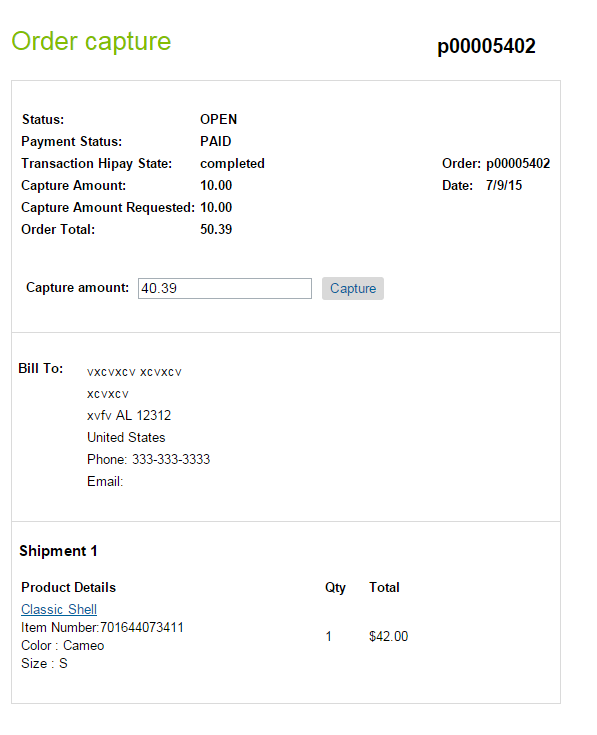 Order capture
p00005402
Status: OPEN
Payment Status: PAID
Transaction Hipay State: completed
Order: p00005402
Capture Amount: 10.00
Date: 7/9/15
Capture Amount Requested: 10.00
Order Total: 50.39
Capture amount: 40.39 Capture
Bill To: vxcvxcv xcvxcv
xcvxcv
xvfv AL 12312
United States
Phone: 333-333-3333
Email:
Shipment 1
Product Details Qty Total
Classic Shell
Item Number:701644073411
Color : Cameo
Size : S
1 $42.00